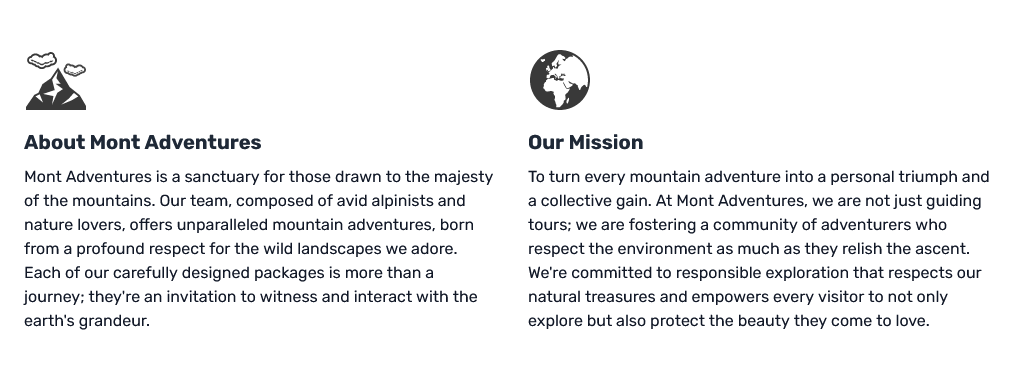 About Mont Adventures
Mont Adventures is a sanctuary for those drawn to the majesty
of the mountains. Our team, composed of avid alpinists and
nature lovers, offers unparalleled mountain adventures, born
from a profound respect for the wild landscapes we adore.
Each of our carefully designed packages is more than a
journey; they're an invitation to witness and interact with the
earth's grandeur.
Our Mission
To turn every mountain adventure into a personal triumph and
a collective gain. At Mont Adventures, we are not just guiding
tours; we are fostering a community of adventurers who
respect the environment as much as they relish the ascent.
We're committed to responsible exploration that respects our
natural treasures and empowers every visitor to not only
explore but also protect the beauty they come to love.